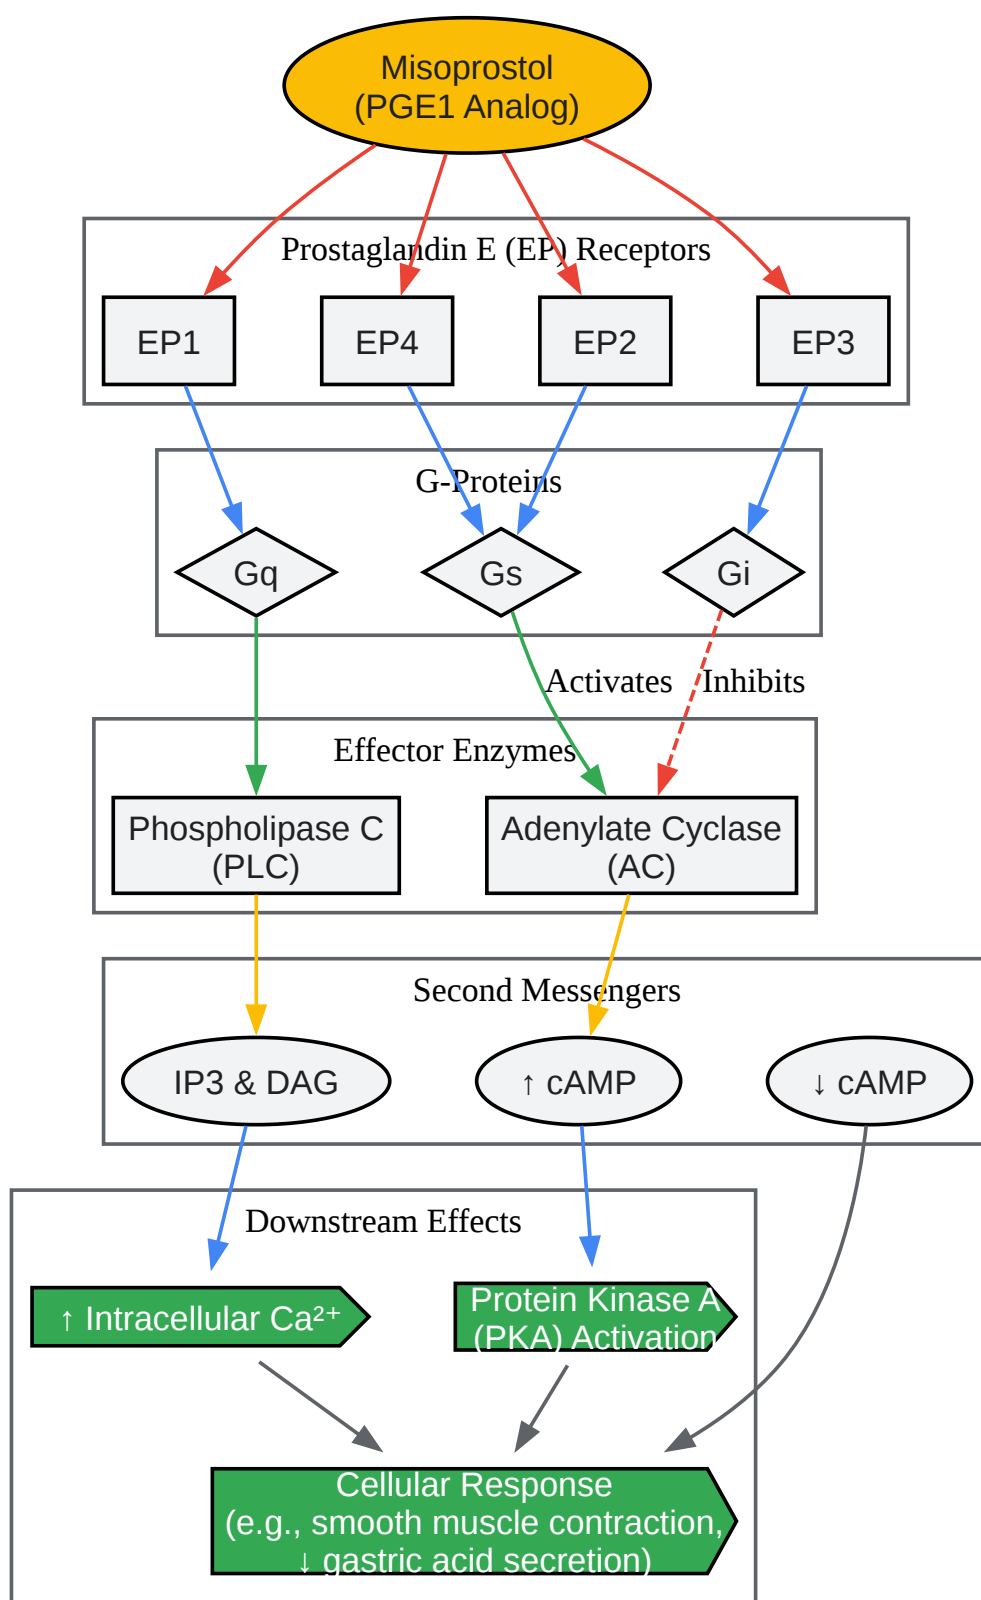 Misoprostol
(PGE1 Analog)
Prostaglandin E (EP) Receptors
EP1
EP4
EP2
EP3
G-Proteins
Gq
Gs
Gi
Activates
Inhibits
Effector Enzymes
Phospholipase C
(PLC)
Adenylate Cyclase
(AC)
Second Messengers
IP3 & DAG
↑ cAMP
↓ cAMP
Downstream Effects
↑ Intracellular Ca²⁺
Protein Kinase A
(PKA) Activation
Cellular Response
(e.g., smooth muscle contraction,
↓ gastric acid secretion)